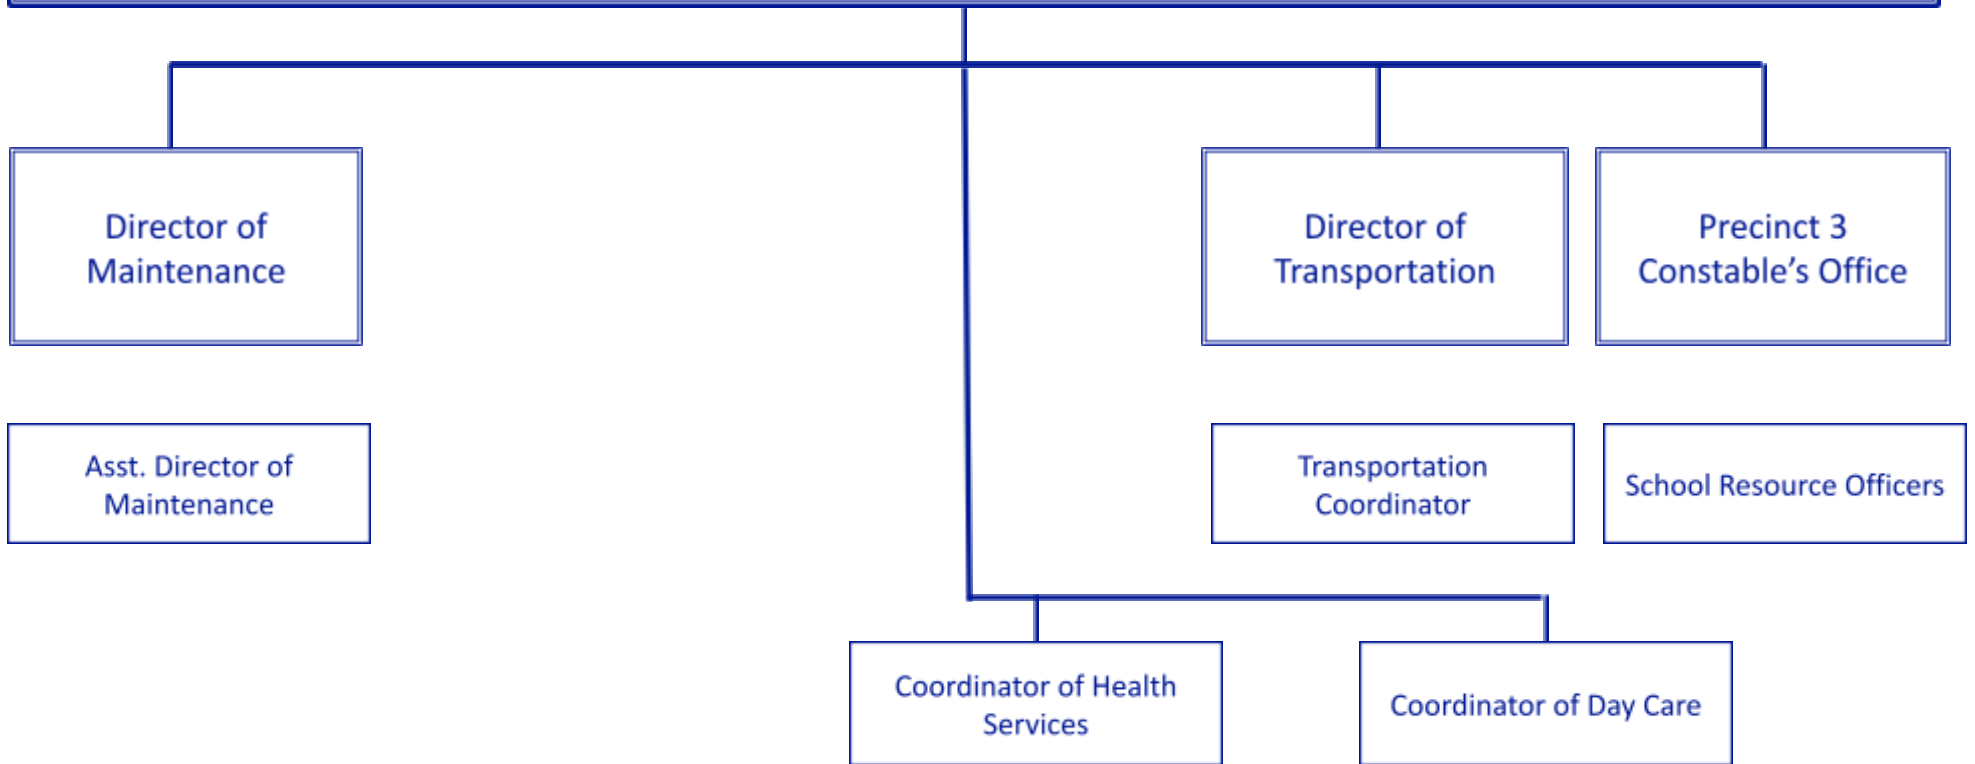 Director of
Maintenance
Director of
Transportation
Precinct 3
Constable’s Office
Asst. Director of
Maintenance
Transportation
Coordinator
School Resource Officers
Coordinator of Health
Services
Coordinator of Day Care